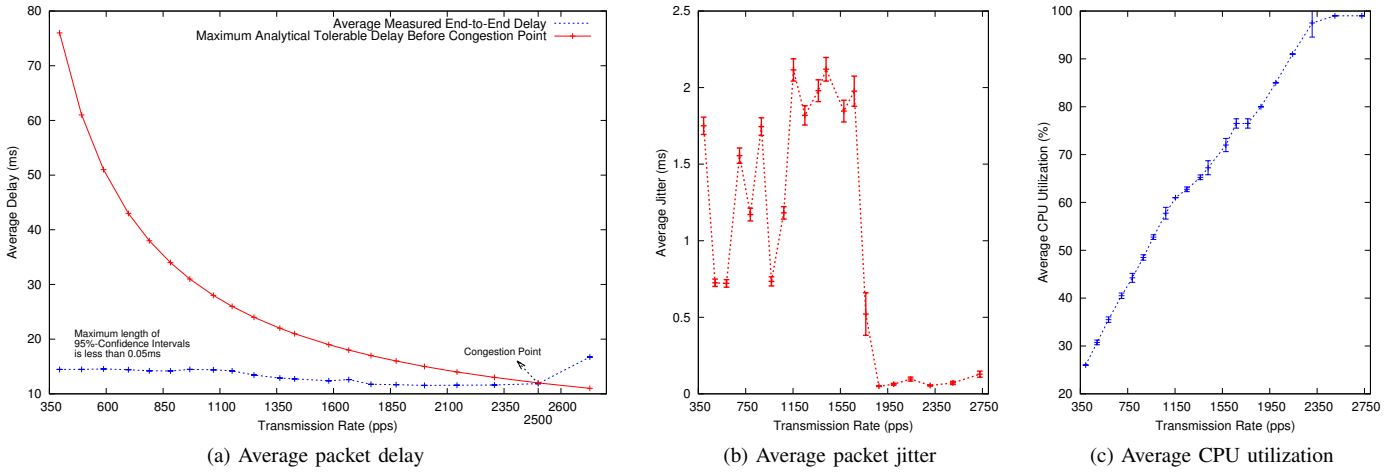 Average Measured End-to-End Delay
Maximum Analytical Tolerable Delay Before Congestion Point
Average Delay (ms)
80
70
60
50
40
30
20
10
Maximum length of
95%-Confidence Intervals
is less than 0.05ms
Congestion Point
350 600 850 1100 1350 1600 1850 2100 2350 2600
2500
Transmission Rate (pps)
(a) Average packet delay
Average Jitter (ms)
2.5
2
1.5
1
0.5
0
350 750 1150 1550 1950 2350 2750
Transmission Rate (pps)
(b) Average packet jitter
Average CPU Utilization (%)
100
90
80
70
60
50
40
30
20
350 750 1150 1550 1950 2350 2750
Transmission Rate (pps)
(c) Average CPU utilization